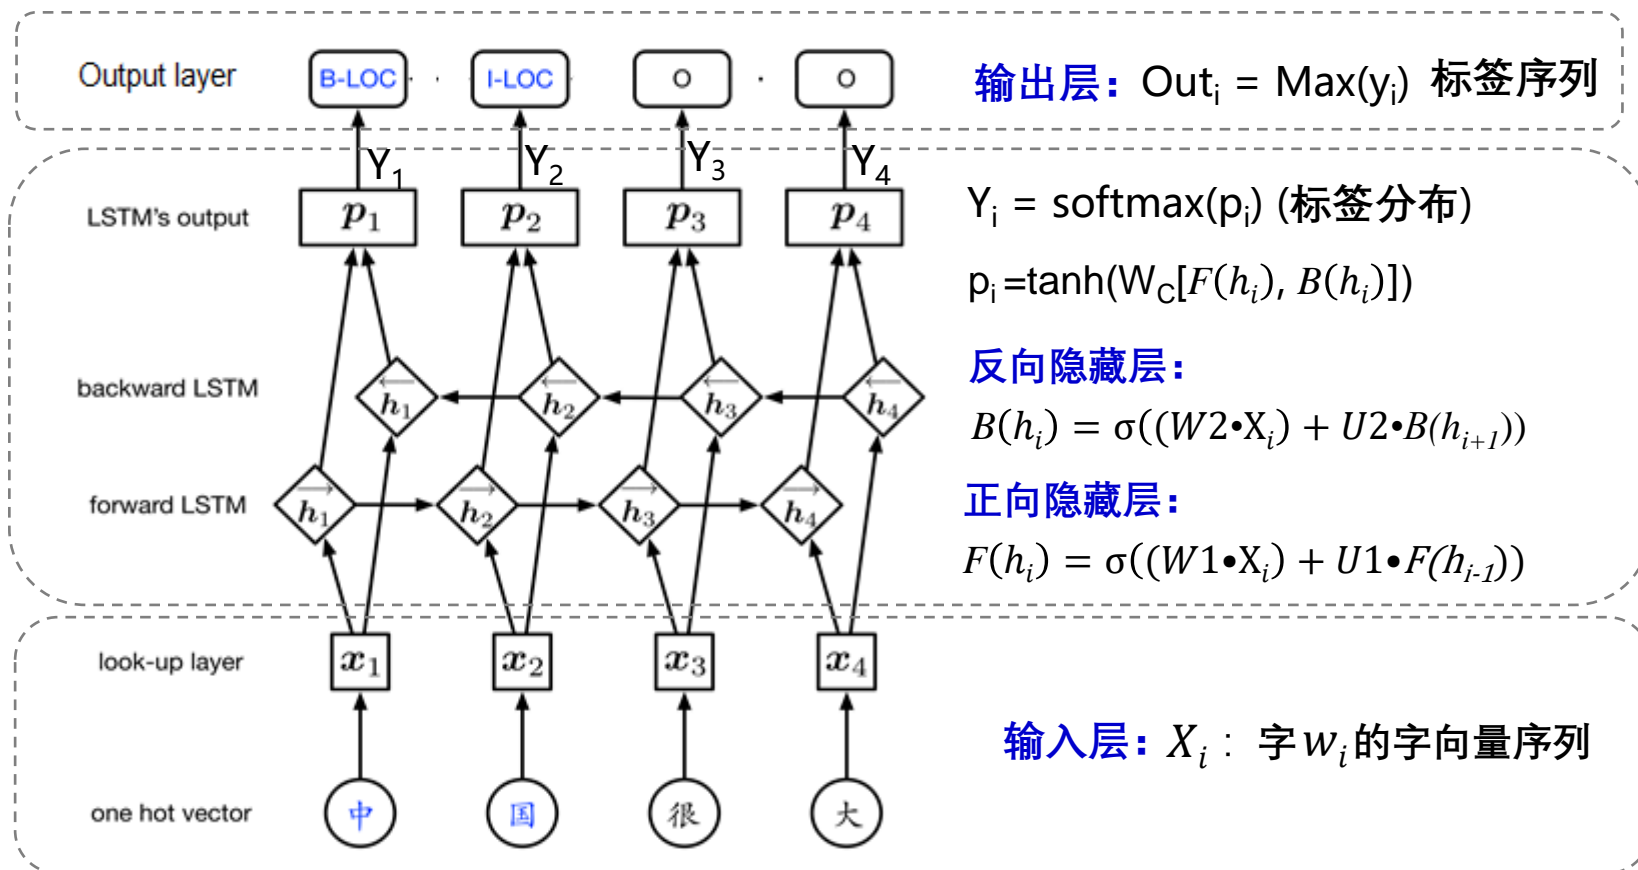 Output layer B-LOC · · I-LOC · O · O 输出层：Outᵢ = Max(yᵢ) 标签序列
Y₁ Y₂ Y₃ Y₄
LSTM's output p₁ p₂ p₃ p₄ Yᵢ = softmax(pᵢ) (标签分布)
pᵢ =tanh(W_C[F(hᵢ), B(hᵢ)])
反向隐藏层：
backward LSTM ←h₁ ←h₂ ←h₃ ←h₄
B(hᵢ) = σ((W2•Xᵢ) + U2•B(hᵢ₊₁))
正向隐藏层：
forward LSTM →h₁ →h₂ →h₃ →h₄
F(hᵢ) = σ((W1•Xᵢ) + U1•F(hᵢ₋₁))
look-up layer x₁ x₂ x₃ x₄
输入层：Xᵢ：字wᵢ的字向量序列
one hot vector 中 国 很 大